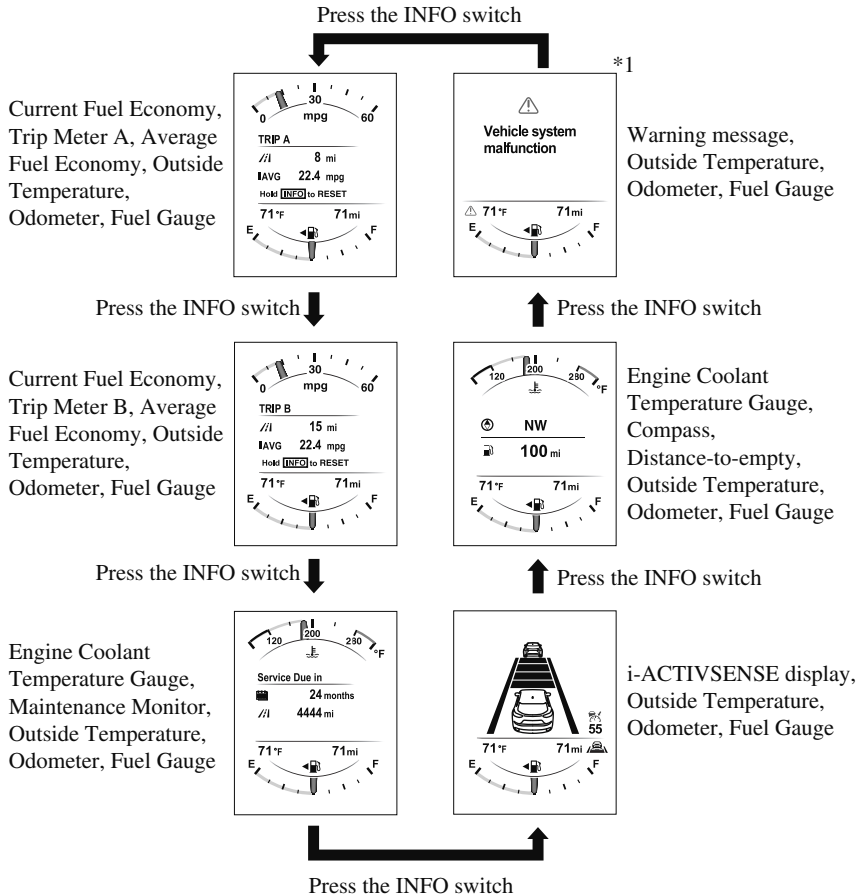 Press the INFO switch
Current Fuel Economy,
Trip Meter A, Average
Fuel Economy, Outside
Temperature,
Odometer, Fuel Gauge
0 30 60
mpg
TRIP A
8 mi
AVG 22.4 mpg
Hold INFO to RESET
71°F 71mi
E F
*1
Vehicle system
malfunction
71°F 71mi
E F
Warning message,
Outside Temperature,
Odometer, Fuel Gauge
Press the INFO switch
Press the INFO switch
Current Fuel Economy,
Trip Meter B, Average
Fuel Economy, Outside
Temperature,
Odometer, Fuel Gauge
0 30 60
mpg
TRIP B
15 mi
AVG 22.4 mpg
Hold INFO to RESET
71°F 71mi
E F
120 200 280 °F
NW
100 mi
71°F 71mi
E F
Engine Coolant
Temperature Gauge,
Compass,
Distance-to-empty,
Outside Temperature,
Odometer, Fuel Gauge
Press the INFO switch
Press the INFO switch
Engine Coolant
Temperature Gauge,
Maintenance Monitor,
Outside Temperature,
Odometer, Fuel Gauge
120 200 280 °F
Service Due in
24 months
4444 mi
71°F 71mi
E F
55
71°F 71mi
E F
i-ACTIVSENSE display,
Outside Temperature,
Odometer, Fuel Gauge
Press the INFO switch